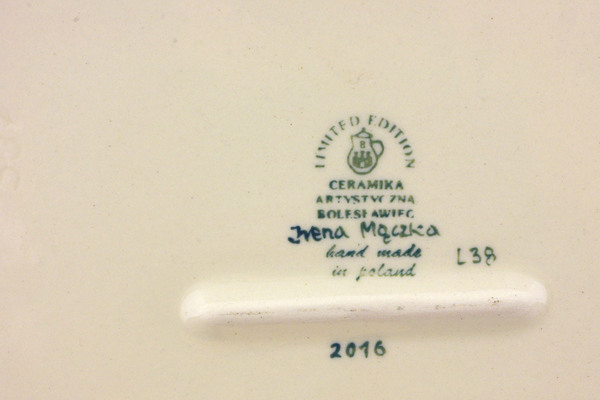 LIMITED EDITION
B
CERAMIKA
ARTYSTYCZNA
BOLESŁAWIEC
Irena Mączka
hand made
L38
in poland
2016